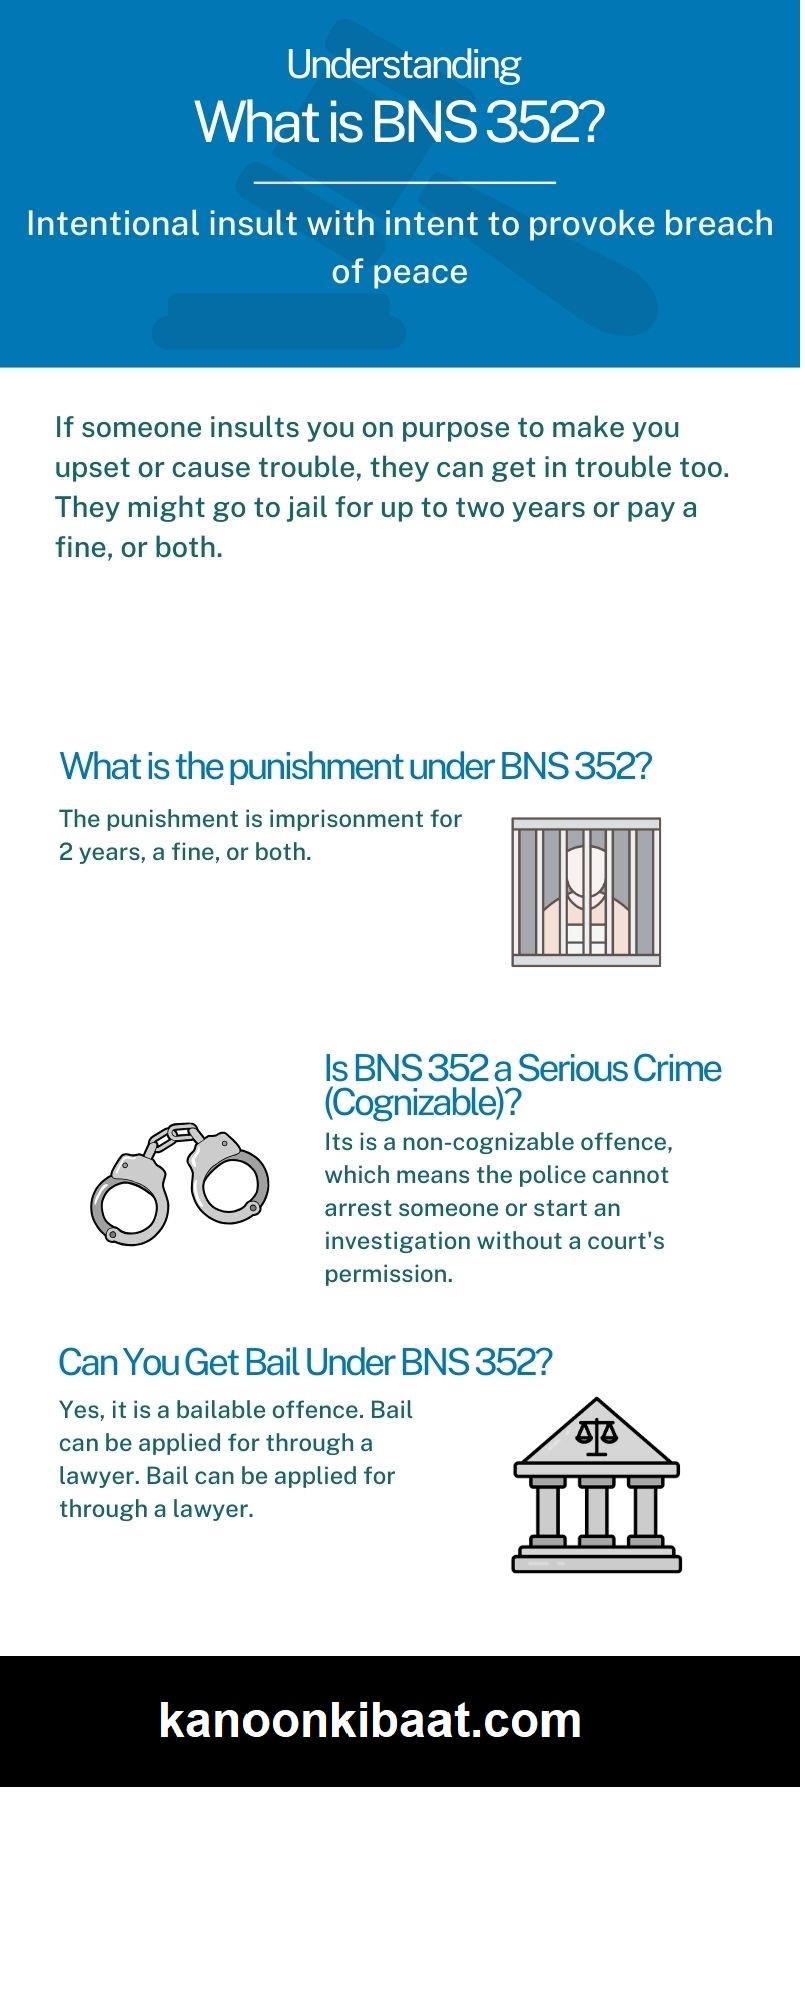 Understanding
What is BNS 352?
Intentional insult with intent to provoke breach
of peace
If someone insults you on purpose to make you
upset or cause trouble, they can get in trouble too.
They might go to jail for up to two years or pay a
fine, or both.
What is the punishment under BNS 352?
The punishment is imprisonment for
2 years, a fine, or both.
Is BNS 352 a Serious Crime
(Cognizable)?
Its is a non-cognizable offence,
which means the police cannot
arrest someone or start an
investigation without a court's
permission.
Can You Get Bail Under BNS 352?
Yes, it is a bailable offence. Bail
can be applied for through a
lawyer. Bail can be applied for
through a lawyer.
kanoonkibaat.com